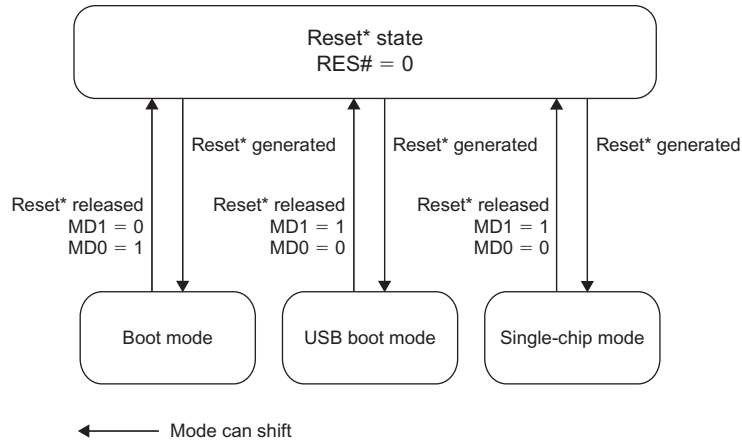 Reset* state
RES# = 0
Reset* generated
Reset* generated
Reset* generated
Reset* released
MD1 = 0
MD0 = 1
Reset* released
MD1 = 1
MD0 = 0
Reset* released
MD1 = 1
MD0 = 0
Boot mode
USB boot mode
Single-chip mode
Mode can shift